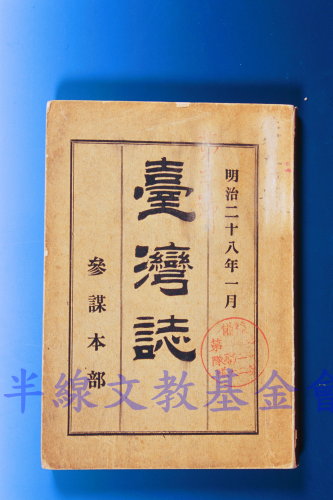 明治二十八年一月
臺灣誌
參謀本部
半線文教基金會